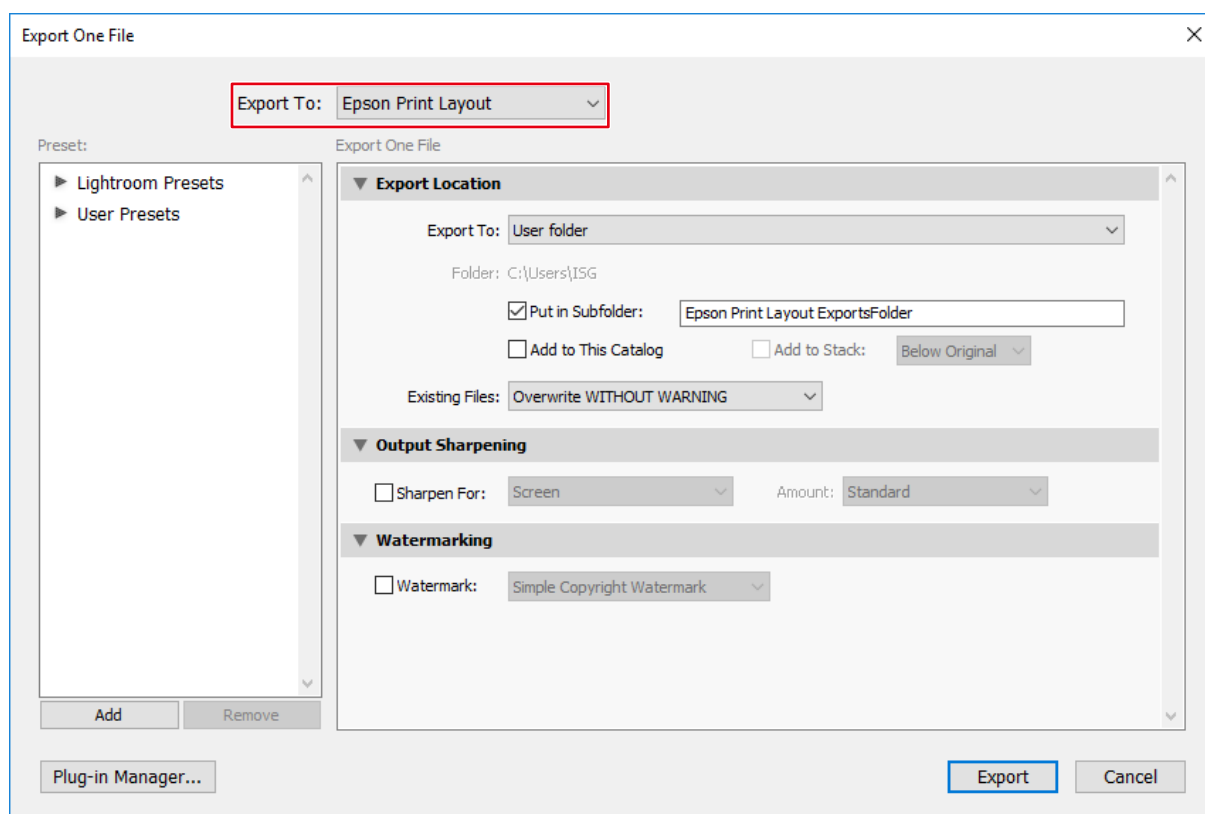 Export One File
Export To: Epson Print Layout
Preset:
Export One File
Lightroom Presets
User Presets
Export Location
Export To: User folder
Folder: C:\Users\ISG
Put in Subfolder: Epson Print Layout ExportsFolder
Add to This Catalog Add to Stack: Below Original
Existing Files: Overwrite WITHOUT WARNING
Output Sharpening
Sharpen For: Screen Amount: Standard
Watermarking
Watermark: Simple Copyright Watermark
Add Remove
Plug-in Manager... Export Cancel